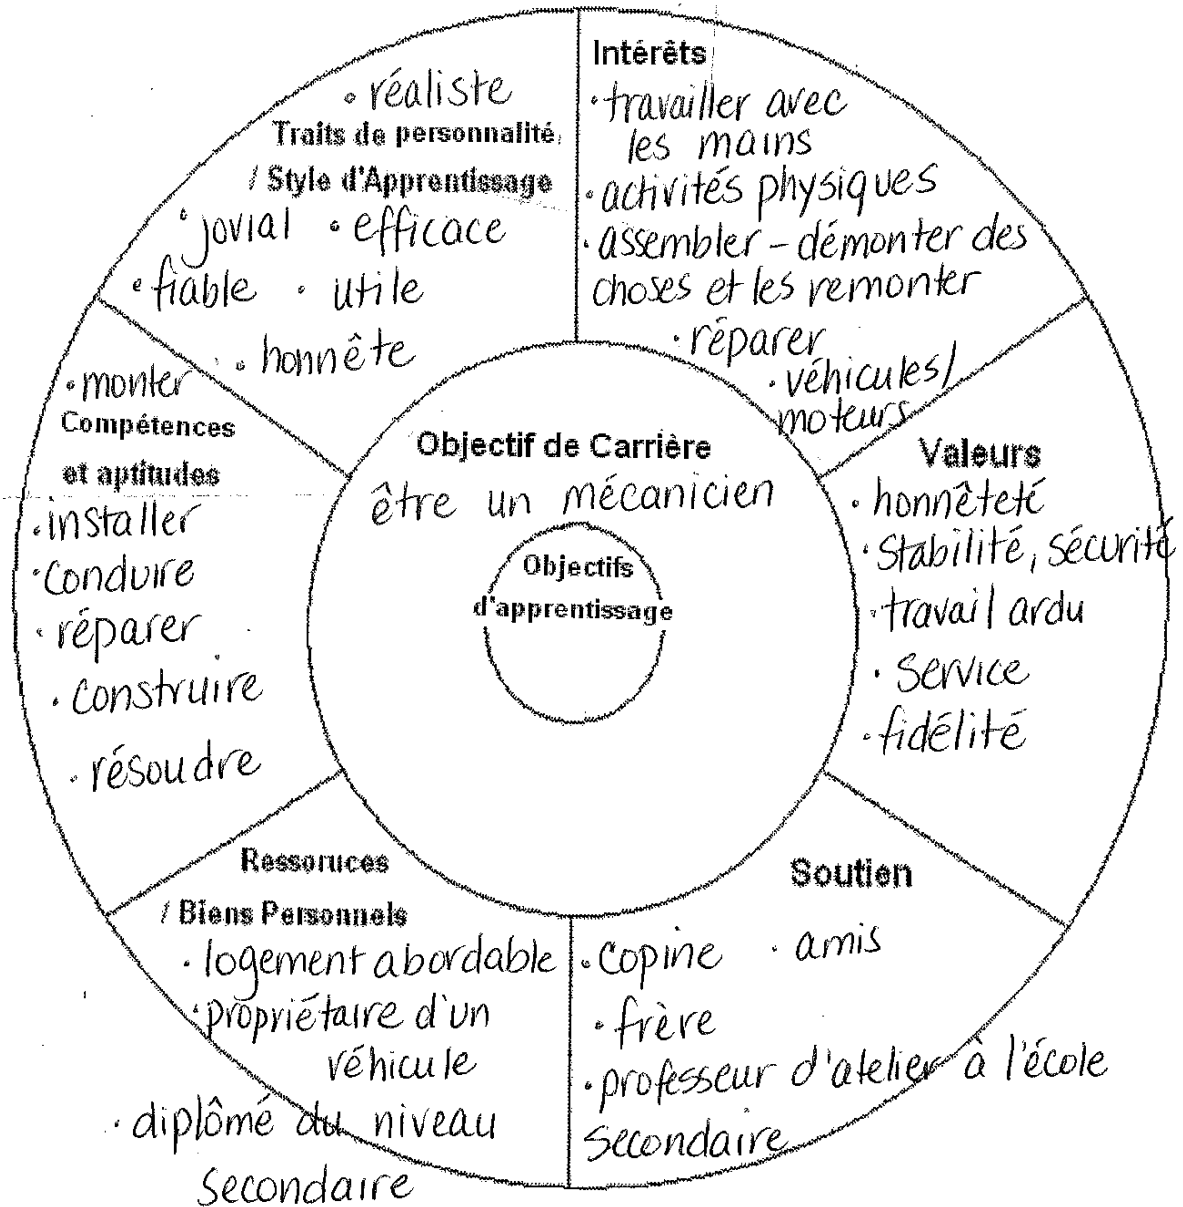 • réaliste
Traits de personnalité
/ Style d'Apprentissage
• jovial • efficace
• fiable • utile
• honnête
Intérêts
• travailler avec
les mains
• activités physiques
• assembler - démonter des
choses et les remonter
• réparer
• véhicules/
moteurs
• monter
Compétences
et aptitudes
• installer
• conduire
• réparer
• construire
• résoudre
Objectif de Carrière
être un mécanicien
Objectifs
d'apprentissage
Valeurs
• honnêteté
• stabilité, sécurité
• travail ardu
• service
• fidélité
Ressoruces
/ Biens Personnels
• logement abordable
• propriétaire d'un
véhicule
• diplômé du niveau
secondaire
Soutien
• copine • amis
• frère
• professeur d'atelier à l'école
secondaire